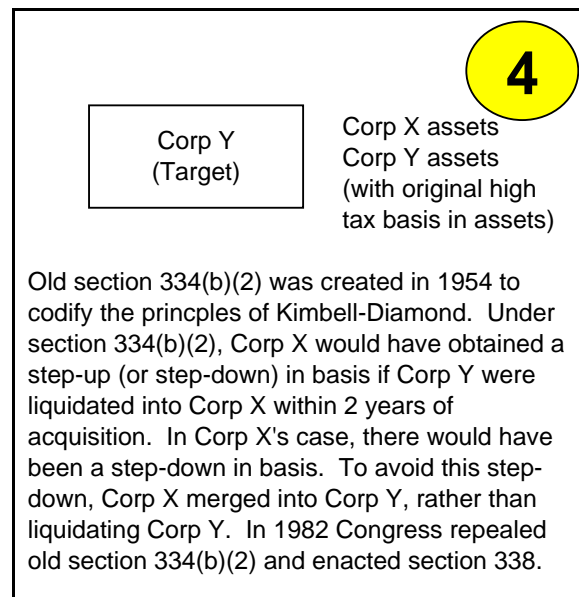 4
Corp Y
(Target)
Corp X assets
Corp Y assets
(with original high
tax basis in assets)
Old section 334(b)(2) was created in 1954 to
codify the princples of Kimbell-Diamond.  Under
section 334(b)(2), Corp X would have obtained a
step-up (or step-down) in basis if Corp Y were
liquidated into Corp X within 2 years of
acquisition.  In Corp X's case, there would have
been a step-down in basis.  To avoid this step-
down, Corp X merged into Corp Y, rather than
liquidating Corp Y.  In 1982 Congress repealed
old section 334(b)(2) and enacted section 338.